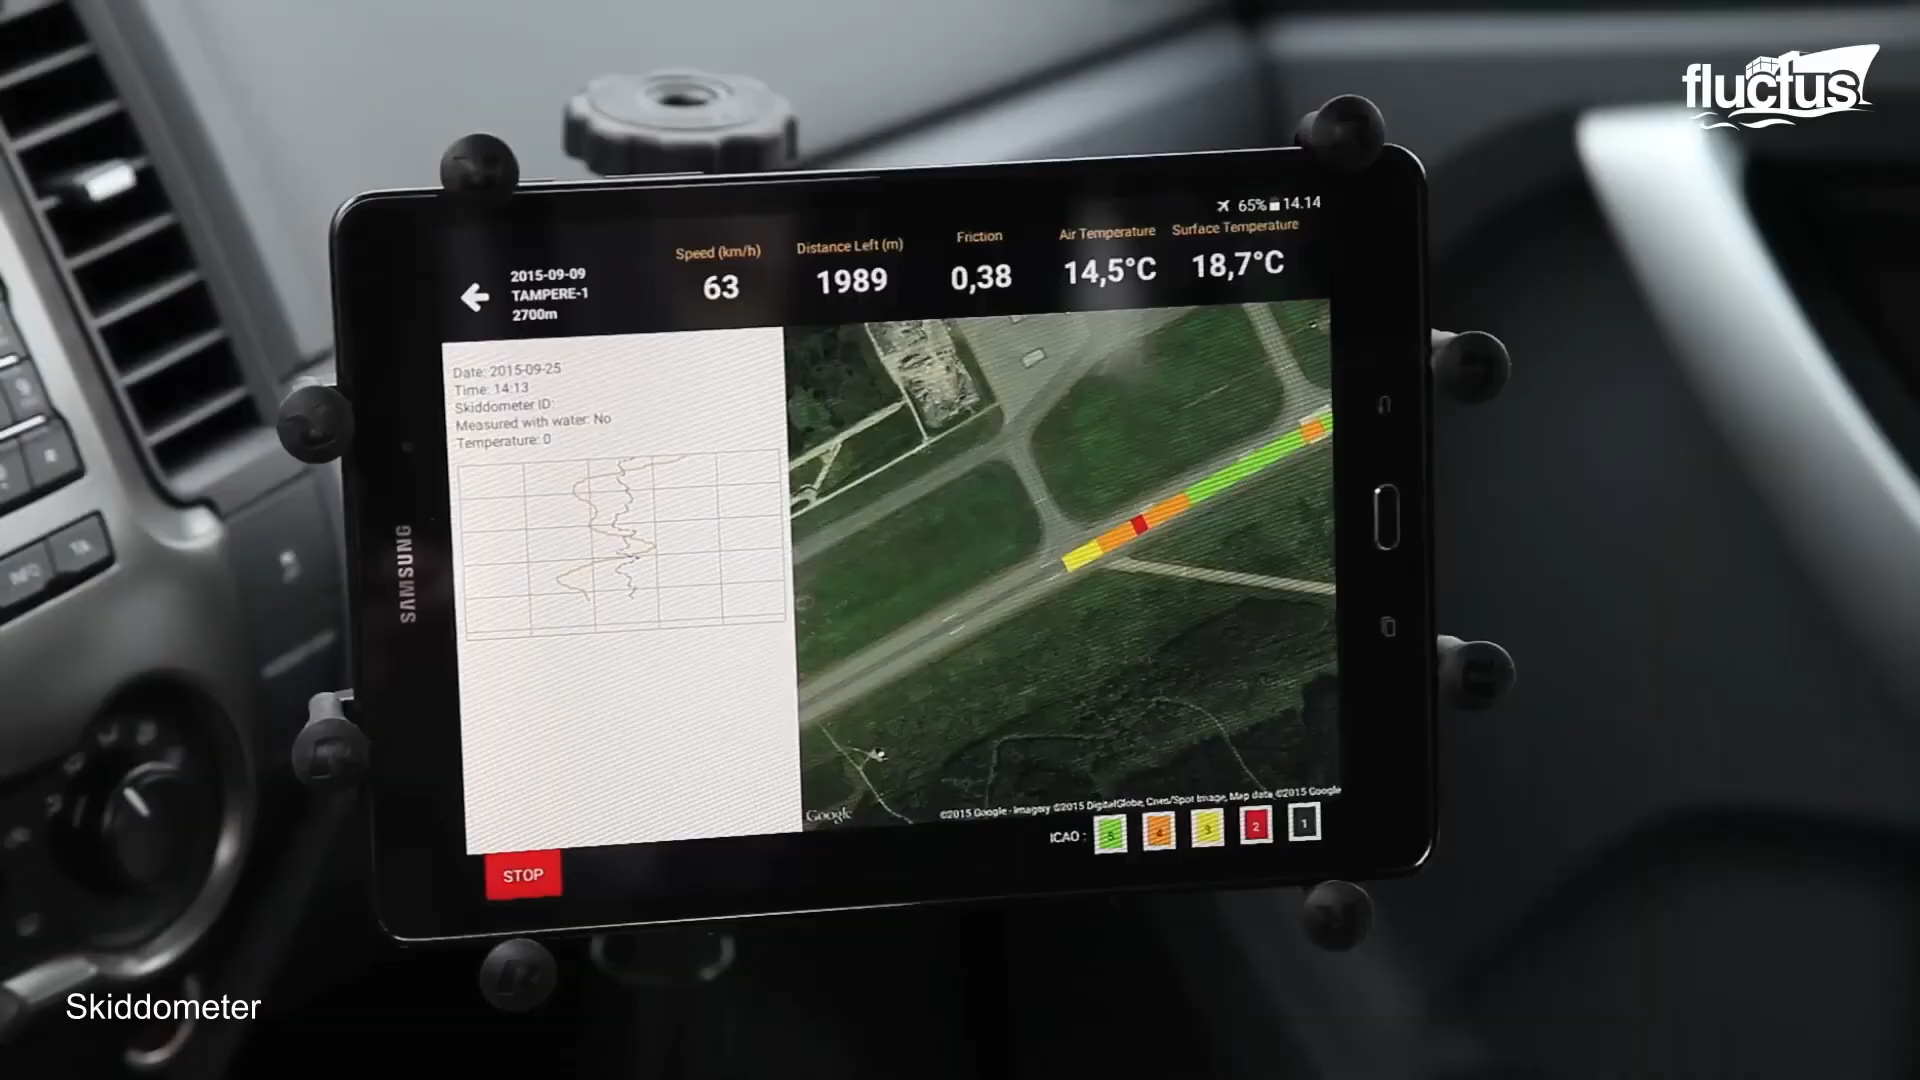 fluctus
65% 14.14
2015-09-09
TAMPERE-1
2700m
Speed (km/h)
63
Distance Left (m)
1989
Friction
0,38
Air Temperature
14,5°C
Surface Temperature
18,7°C
Date: 2015-09-25
Time: 14:13
Skiddometer ID:
Measured with water: No
Temperature: 0
SAMSUNG
Google
©2015 Google - Imagery ©2015 DigitalGlobe, Cnes/Spot Image, Map data ©2015 Google
ICAO : 5 4 3 2 1
STOP
INFO
TA
Skiddometer